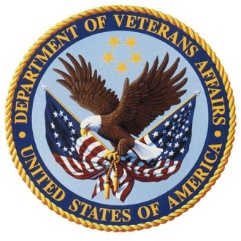 DEPARTMENT OF VETERANS AFFAIRS
UNITED STATES OF AMERICA